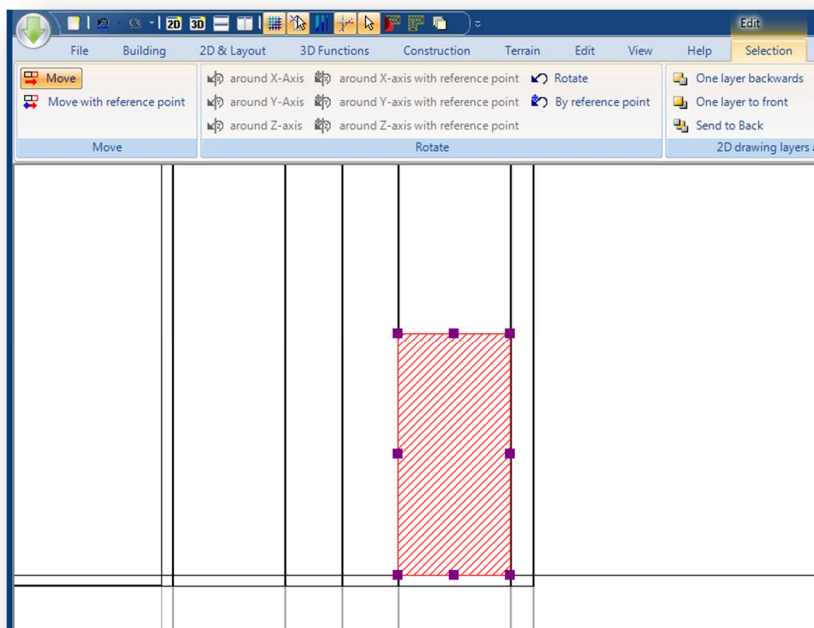 2D 3D Edit
File Building 2D & Layout 3D Functions Construction Terrain Edit View Help Selection
Move around X-Axis around X-axis with reference point Rotate One layer backwards
Move with reference point around Y-Axis around Y-axis with reference point By reference point One layer to front
around Z-axis around Z-axis with reference point Send to Back
Move Rotate 2D drawing layers